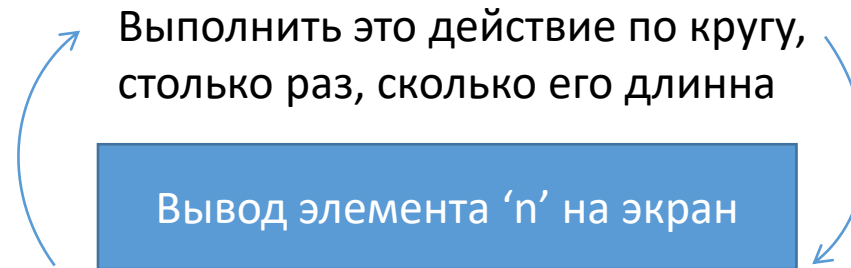 Выполнить это действие по кругу,
столько раз, сколько его длинна
Вывод элемента ‘n’ на экран